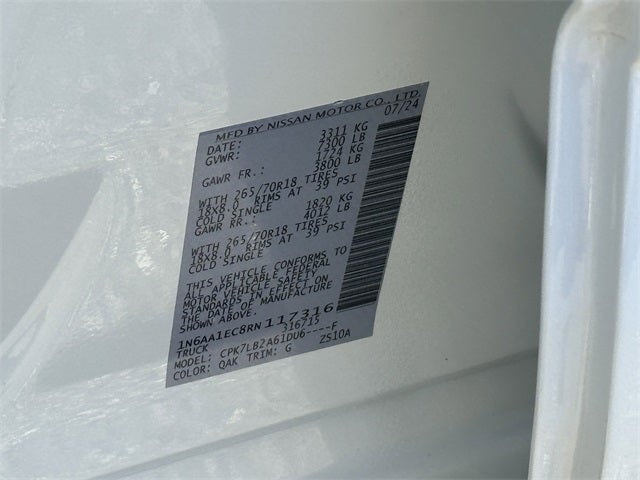 MFD BY NISSAN MOTOR CO., LTD.
DATE: 07/24
GVWR: 3311 KG
7300 LB
GAWR FR.: 1724 KG
3800 LB
WITH 265/70R18 TIRES
18X8.0 RIMS AT 39 PSI
COLD SINGLE
GAWR RR.: 1820 KG
4012 LB
WITH 265/70R18 TIRES
18X8.0 RIMS AT 39 PSI
COLD SINGLE
THIS VEHICLE CONFORMS TO
ALL APPLICABLE FEDERAL
MOTOR VEHICLE SAFETY
STANDARDS IN EFFECT ON
THE DATE OF MANUFACTURE
SHOWN ABOVE.
1N6AA1EC8RN117316
TRUCK 316715
MODEL: CPK7LB2A61DU6----F
COLOR: QAK TRIM: G ZS10A